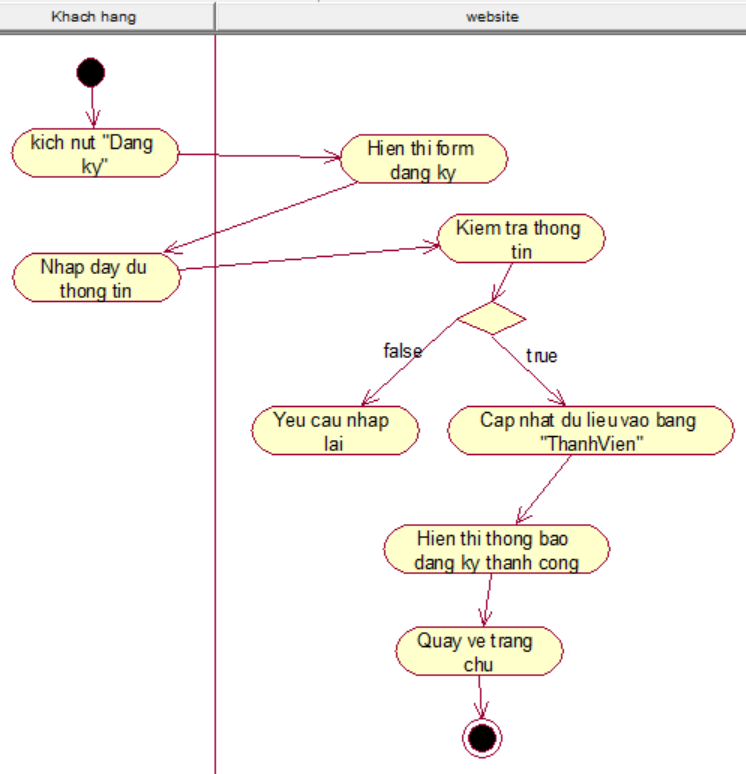 Khach hang
website
kich nut "Dang
ky"
Hien thi form
dang ky
Nhap day du
thong tin
Kiem tra thong
tin
false
true
Yeu cau nhap
lai
Cap nhat du lieu vao bang
"ThanhVien"
Hien thi thong bao
dang ky thanh cong
Quay ve trang
chu